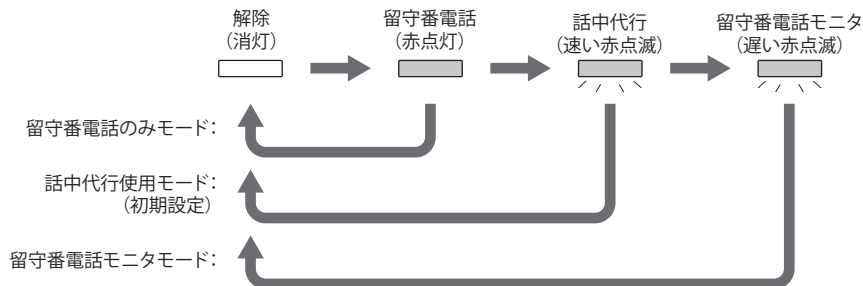 解除
(消灯)
留守番電話
(赤点灯)
話中代行
(速い赤点滅)
留守番電話モニタ
(遅い赤点滅)
留守番電話のみモード：
話中代行使用モード：
(初期設定)
留守番電話モニタモード：